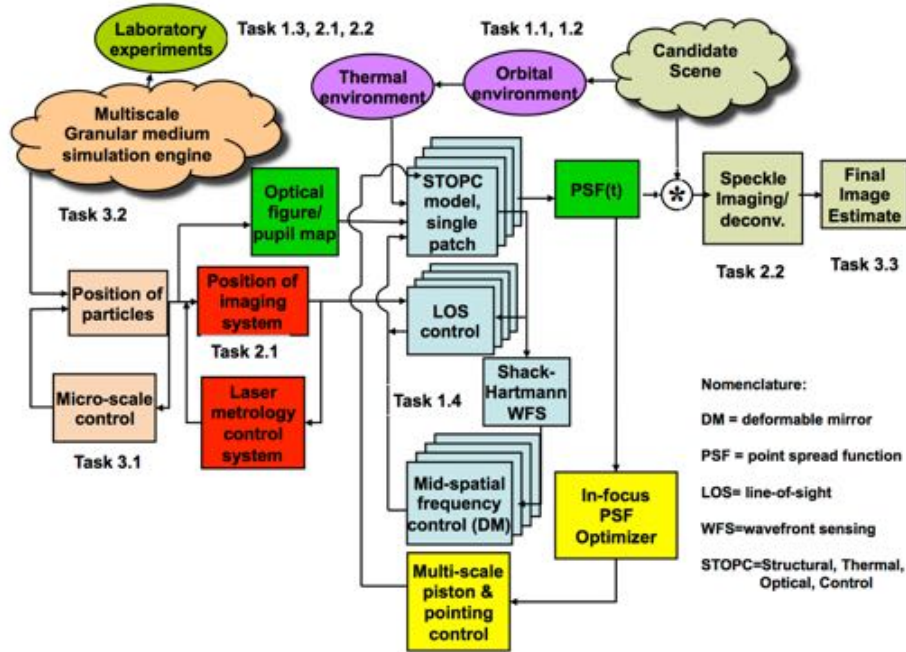 Laboratory
experiments
Task 1.3, 2.1, 2.2
Task 1.1, 1.2
Candidate
Scene
Thermal
environment
Orbital
environment
Multiscale
Granular medium
simulation engine
Task 3.2
Optical
figure/
pupil map
STOPC
model,
single
patch
PSF(t)
*
Speckle
Imaging/
deconv.
Final
Image
Estimate
Task 2.2
Task 3.3
Position of
particles
Position of
imaging
system
Task 2.1
LOS
control
Shack-
Hartmann
WFS
Micro-scale
control
Task 3.1
Laser
metrology
control
system
Task 1.4
Mid-spatial
frequency
control (DM)
In-focus
PSF
Optimizer
Multi-scale
piston &
pointing
control
Nomenclature:
DM = deformable mirror
PSF = point spread function
LOS= line-of-sight
WFS=wavefront sensing
STOPC=Structural, Thermal,
Optical, Control